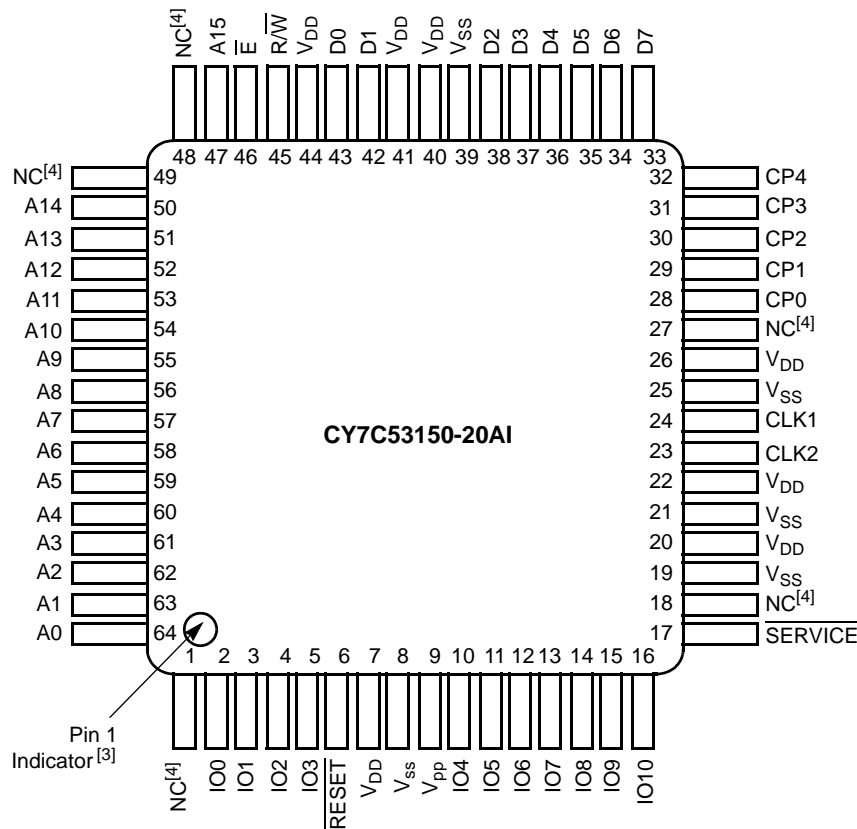 NC[4] A15 E R/W VDD D0 D1 VDD VDD VSS D2 D3 D4 D5 D6 D7
48 47 46 45 44 43 42 41 40 39 38 37 36 35 34 33
NC[4] 49 32 CP4
A14 50 31 CP3
A13 51 30 CP2
A12 52 29 CP1
A11 53 28 CP0
A10 54 27 NC[4]
A9 55 26 VDD
A8 56 25 VSS
A7 57 24 CLK1
CY7C53150-20AI
A6 58 23 CLK2
A5 59 22 VDD
A4 60 21 VSS
A3 61 20 VDD
A2 62 19 VSS
A1 63 18 NC[4]
A0 64 17 SERVICE
1 2 3 4 5 6 7 8 9 10 11 12 13 14 15 16
Pin 1
Indicator [3]
NC[4] IO0 IO1 IO2 IO3 RESET VDD Vss Vpp IO4 IO5 IO6 IO7 IO8 IO9 IO10